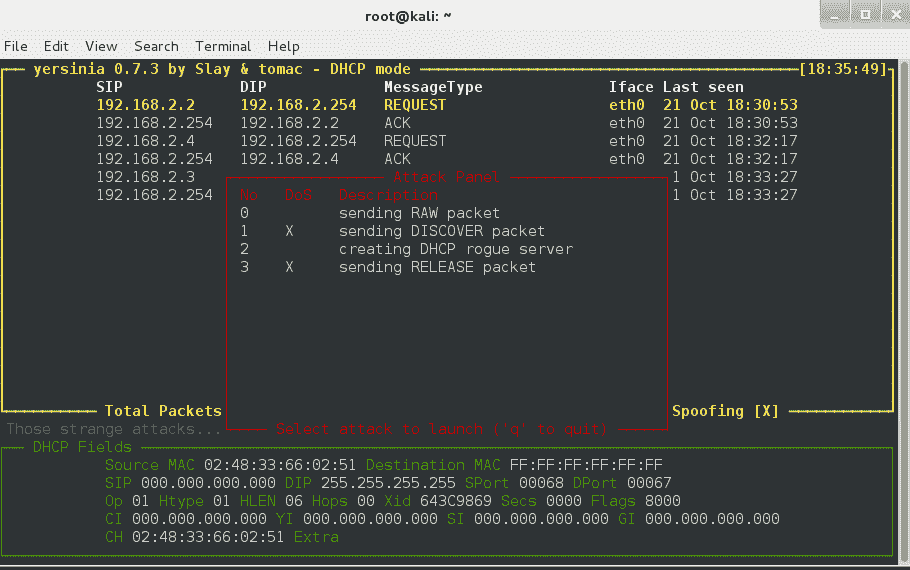 root@kali: ~
File Edit View Search Terminal Help
yersinia 0.7.3 by Slay & tomac - DHCP mode [18:35:49]
SIP DIP MessageType Iface Last seen
192.168.2.2 192.168.2.254 REQUEST eth0 21 Oct 18:30:53
192.168.2.254 192.168.2.2 ACK eth0 21 Oct 18:30:53
192.168.2.4 192.168.2.254 REQUEST eth0 21 Oct 18:32:17
192.168.2.254 192.168.2.4 ACK eth0 21 Oct 18:32:17
192.168.2.3 Attack Panel 1 Oct 18:33:27
192.168.2.254 No DoS Description 1 Oct 18:33:27
0 sending RAW packet
1 X sending DISCOVER packet
2 creating DHCP rogue server
3 X sending RELEASE packet
Total Packets Spoofing [X]
Those strange attacks... Select attack to launch ('q' to quit)
DHCP Fields
Source MAC 02:48:33:66:02:51 Destination MAC FF:FF:FF:FF:FF:FF
SIP 000.000.000.000 DIP 255.255.255.255 SPort 00068 DPort 00067
Op 01 Htype 01 HLEN 06 Hops 00 Xid 643C9869 Secs 0000 Flags 8000
CI 000.000.000.000 YI 000.000.000.000 SI 000.000.000.000 GI 000.000.000.000
CH 02:48:33:66:02:51 Extra